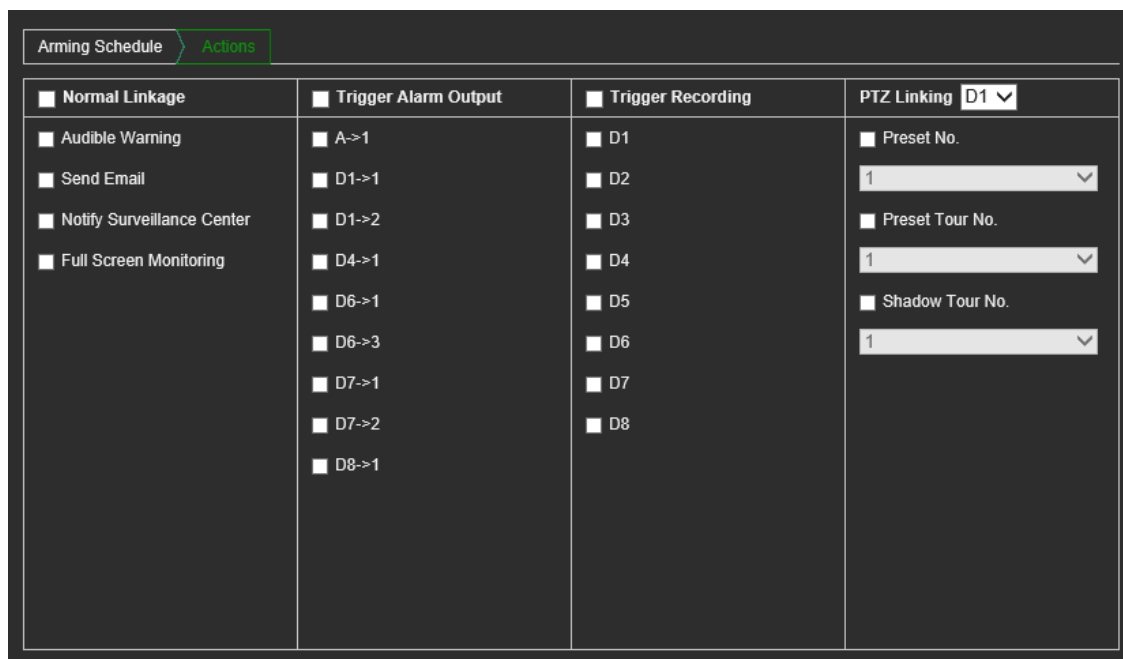 Arming Schedule Actions
Normal Linkage Trigger Alarm Output Trigger Recording PTZ Linking D1
Audible Warning A->1 D1 Preset No.
Send Email D1->1 D2 1
Notify Surveillance Center D1->2 D3 Preset Tour No.
Full Screen Monitoring D4->1 D4 1
D6->1 D5 Shadow Tour No.
D6->3 D6 1
D7->1 D7
D7->2 D8
D8->1